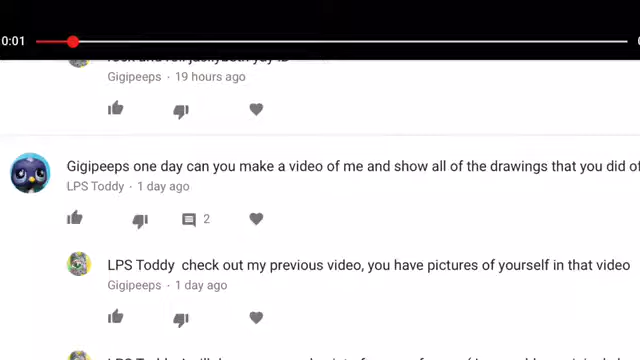 0:01
Gigipeeps · 19 hours ago
Gigipeeps one day can you make a video of me and show all of the drawings that you did of
LPS Toddy · 1 day ago
2
LPS Toddy check out my previous video, you have pictures of yourself in that video
Gigipeeps · 1 day ago